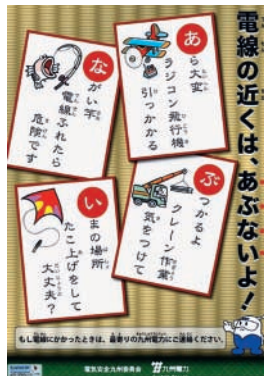 電線の近くは、あぶないよ！
あ
ら大変
ラジコン飛行機
引っかかる
ぶ
つかるよ
クレーン作業
気をつけて
な
がい竿
電線ふれたら
危険です
い
まの場所
たこ上げをして
大丈夫？
もし電線にかかったときは、最寄りの九州電力にご連絡ください。
電気安全九州委員会
九州電力